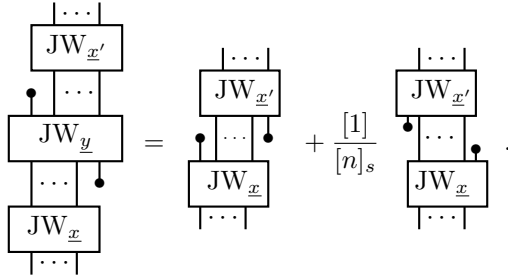 ···
JW_{\underline{x}'}
···
JW_{\underline{y}}
···
JW_{\underline{x}}
···
=
···
JW_{\underline{x}'}
···
JW_{\underline{x}}
···
+ \frac{[1]}{[n]_s}
···
JW_{\underline{x}'}
···
JW_{\underline{x}}
···
.